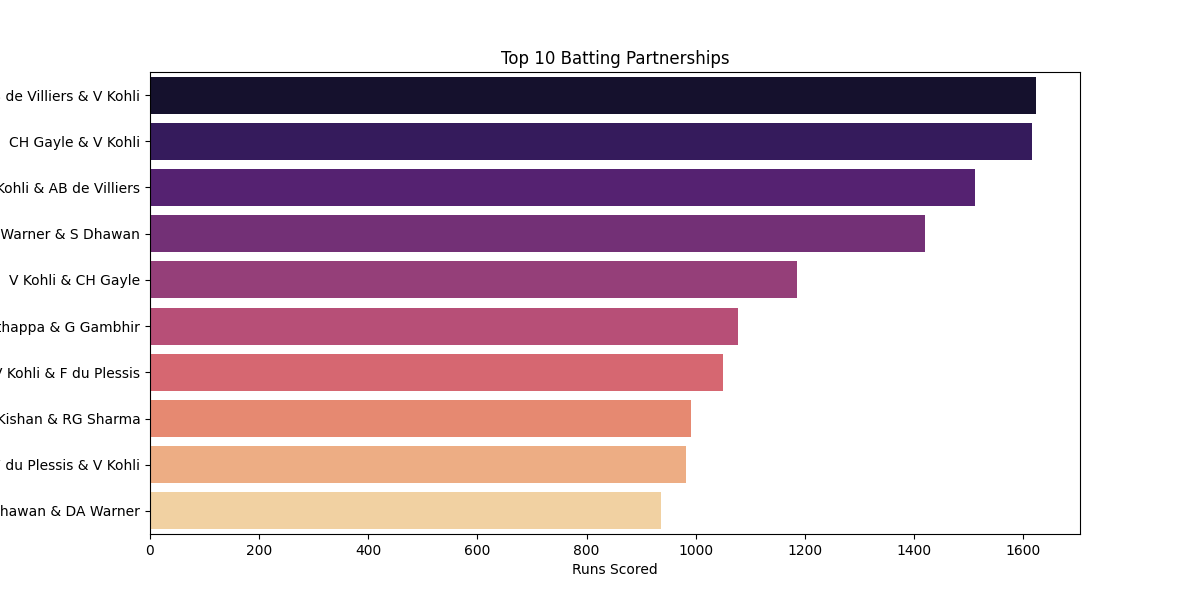 Top 10 Batting Partnerships
de Villiers & V Kohli
CH Gayle & V Kohli
Kohli & AB de Villiers
Warner & S Dhawan
V Kohli & CH Gayle
thappa & G Gambhir
V Kohli & F du Plessis
Kishan & RG Sharma
du Plessis & V Kohli
hawan & DA Warner
0 200 400 600 800 1000 1200 1400 1600
Runs Scored